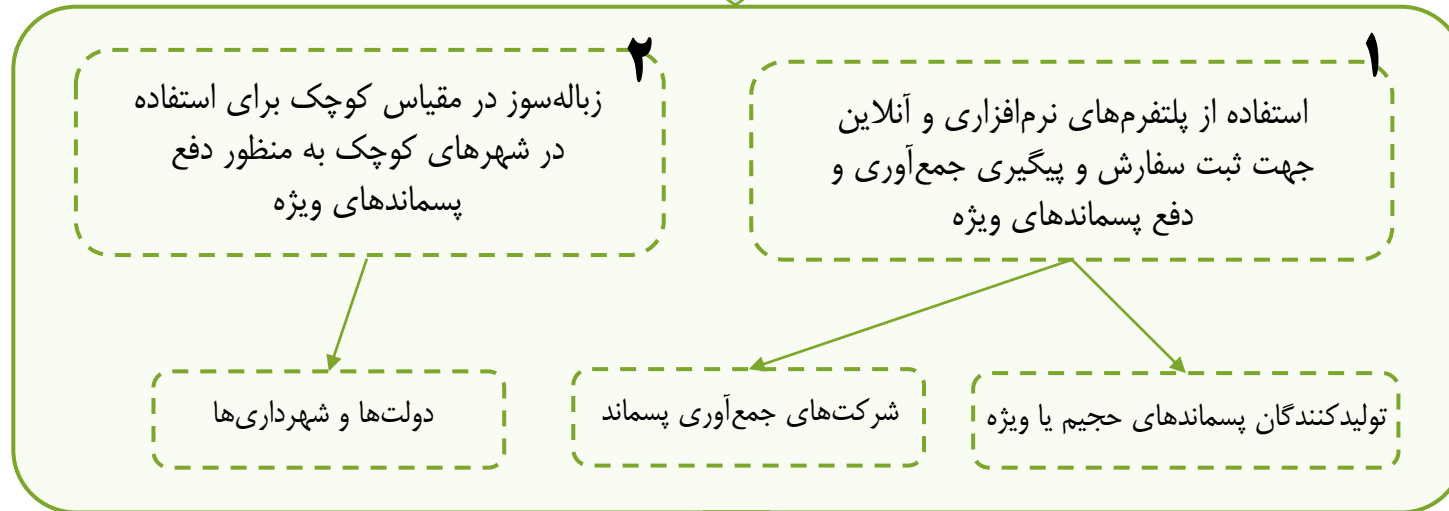 ۱
استفاده از پلتفرم‌های نرم‌افزاری و آنلاین
جهت ثبت سفارش و پیگیری جمع‌آوری و
دفع پسماندهای ویژه
۲
زباله‌سوز در مقیاس کوچک برای استفاده
در شهرهای کوچک به منظور دفع
پسماندهای ویژه
تولیدکنندگان پسماندهای حجیم یا ویژه
شرکت‌های جمع‌آوری پسماند
دولت‌ها و شهرداری‌ها